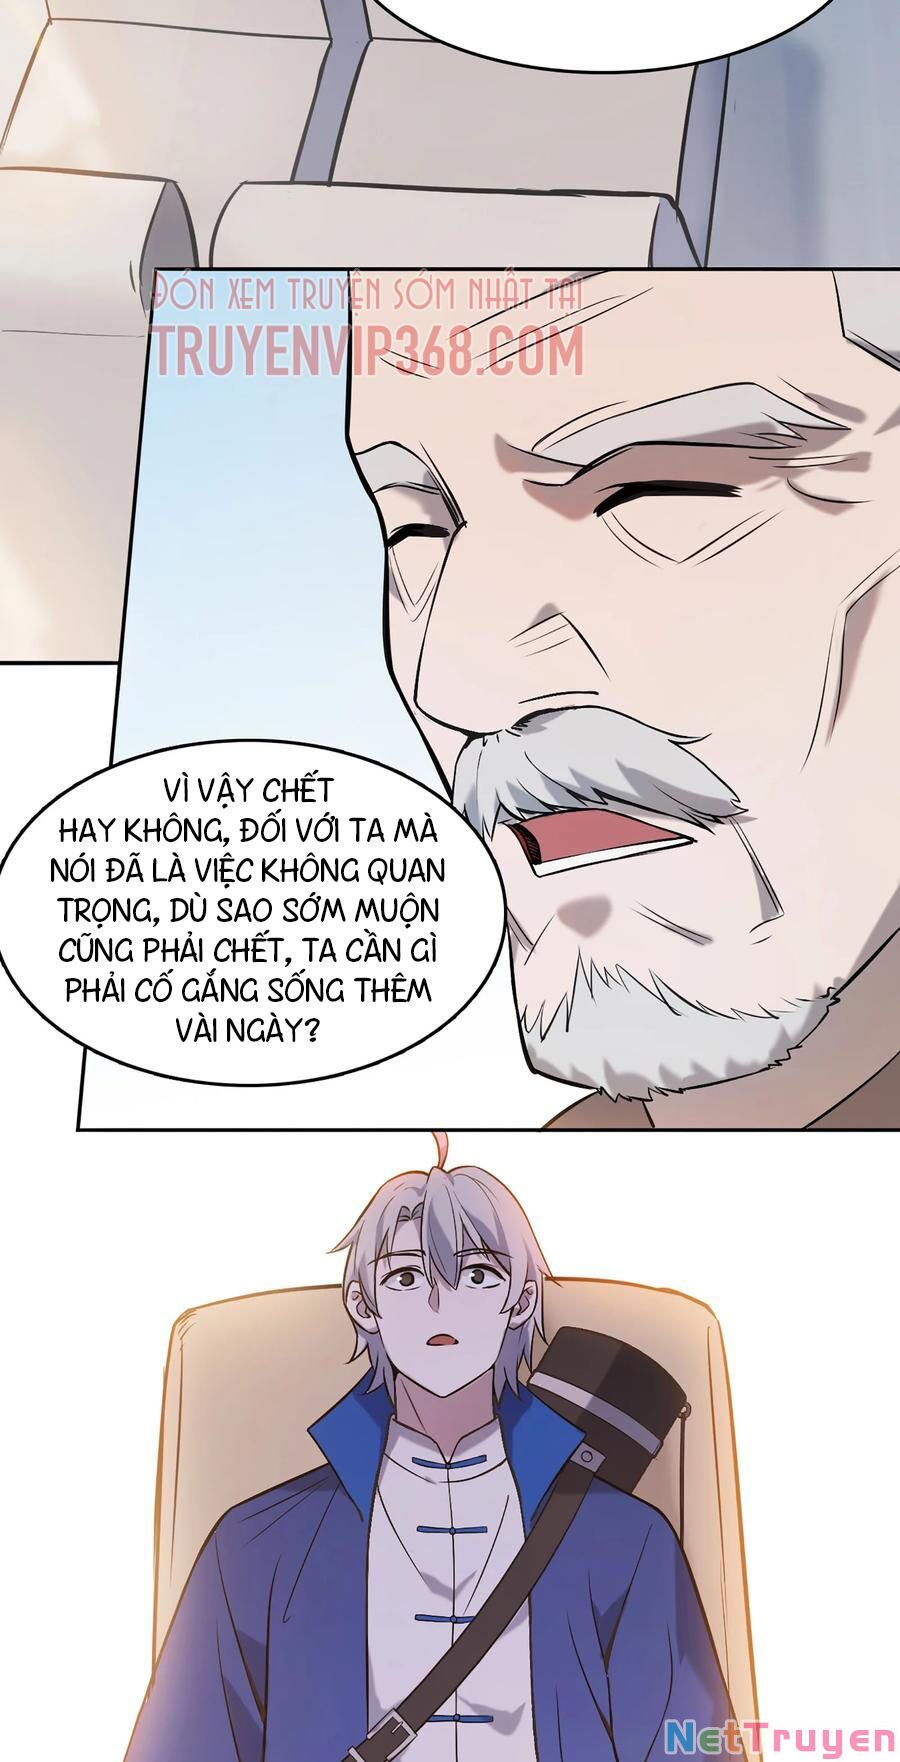 ĐÓN XEM TRUYỆN SỚM NHẤT TẠI
TRUYENVIP368.COM
VÌ VẬY CHẾT
HAY KHÔNG, ĐỐI VỚI TA MÀ
NÓI ĐÃ LÀ VIỆC KHÔNG QUAN
TRỌNG, DÙ SAO SỚM MUỘN
CŨNG PHẢI CHẾT, TA CẦN GÌ
PHẢI CỐ GẮNG SỐNG THÊM
VÀI NGÀY?
NetTruyen